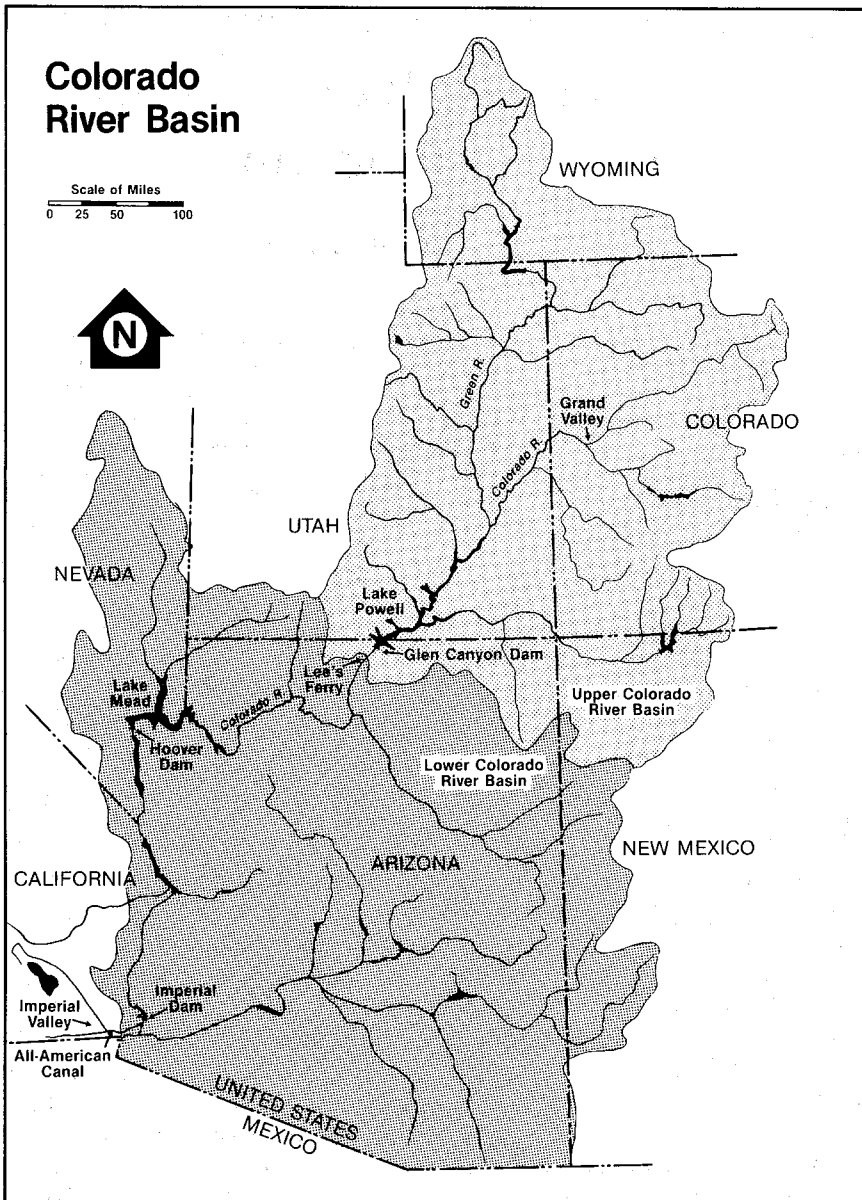 Colorado
River Basin
Scale of Miles
0 25 50 100
N
WYOMING
Green R.
Grand
Valley
COLORADO
Colorado R.
UTAH
NEVADA
Lake
Powell
Glen Canyon Dam
Lee's
Ferry
Lake
Mead
Colorado R.
Hoover
Dam
Upper Colorado
River Basin
Lower Colorado
River Basin
NEW MEXICO
ARIZONA
CALIFORNIA
Imperial
Dam
Imperial
Valley
All-American
Canal
UNITED STATES
MEXICO